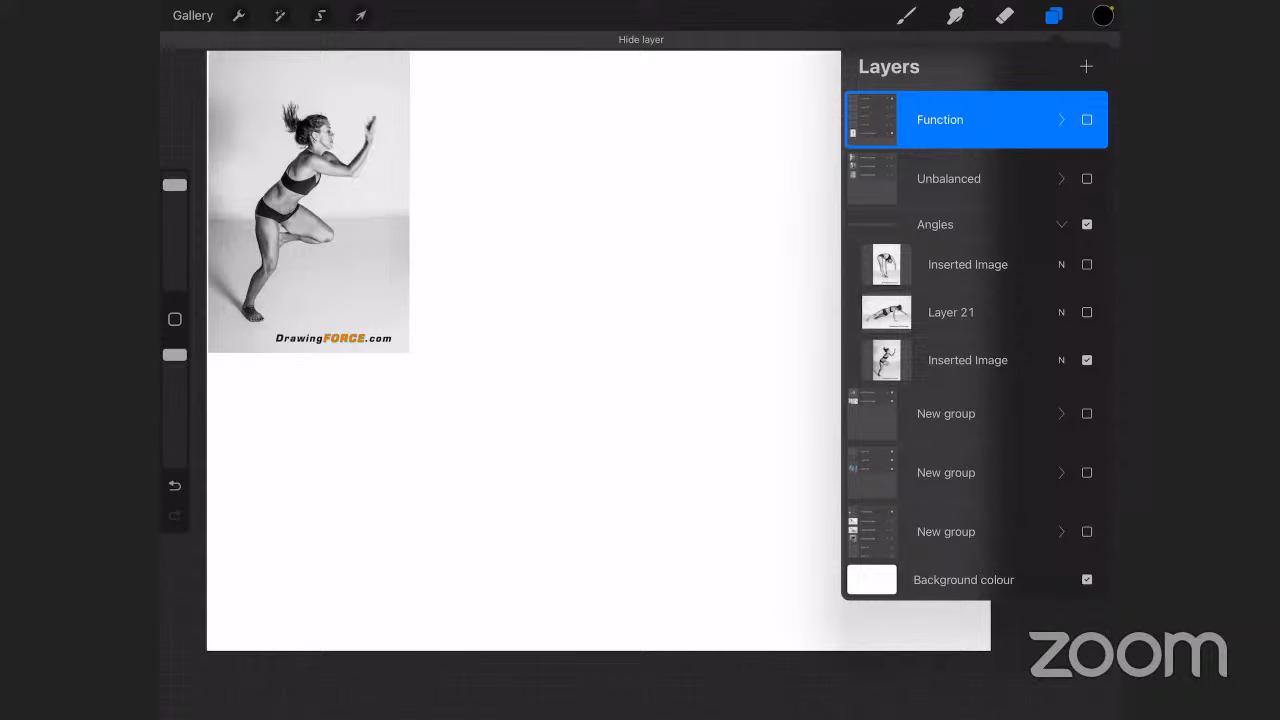 Gallery
Hide layer
Layers
Function
Unbalanced
Angles
Inserted Image N
Layer 21 N
Inserted Image N
New group
New group
New group
Background colour
DrawingFORCE.com
zoom